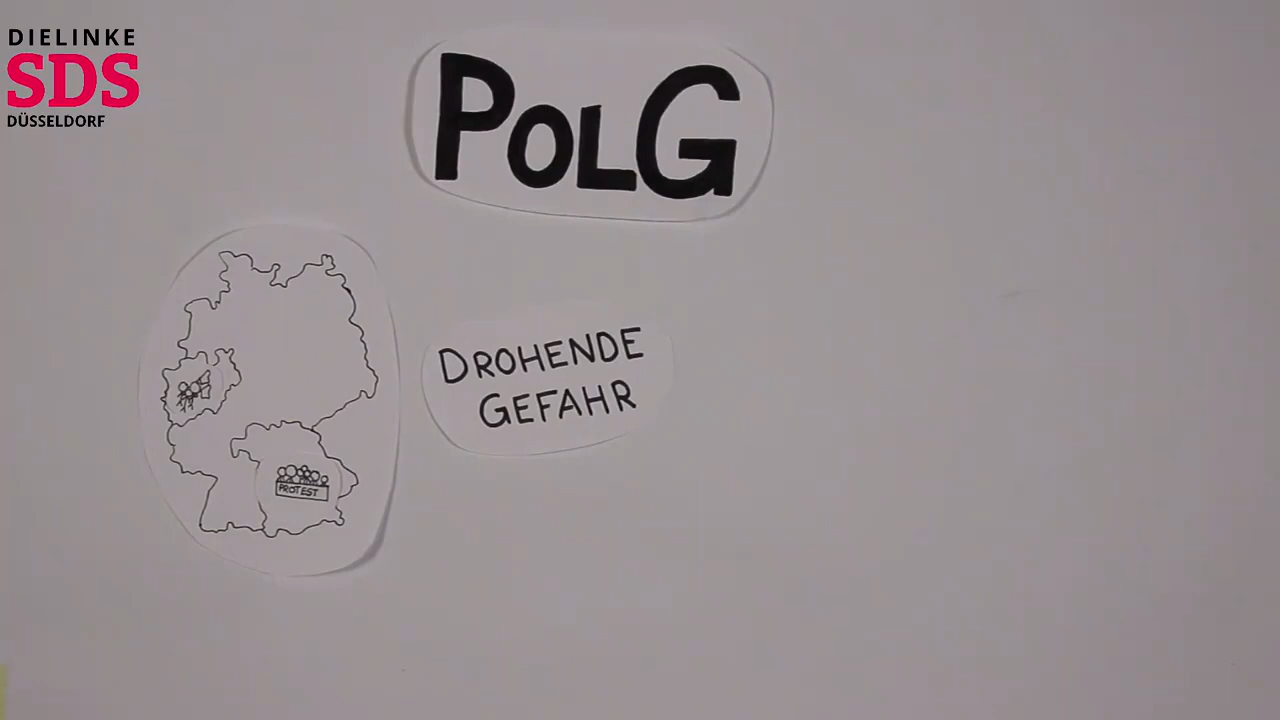 DIELINKE
SDS
DÜSSELDORF
POLG
DROHENDE
GEFAHR
PROTEST